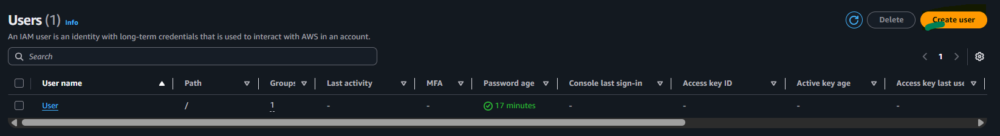 Users (1) Info
Delete
Create user
An IAM user is an identity with long-term credentials that is used to interact with AWS in an account.
Search
1
User name Path Groups Last activity MFA Password age Console last sign-in Access key ID Active key age Access key last use
User / 1 - - 17 minutes - - - -